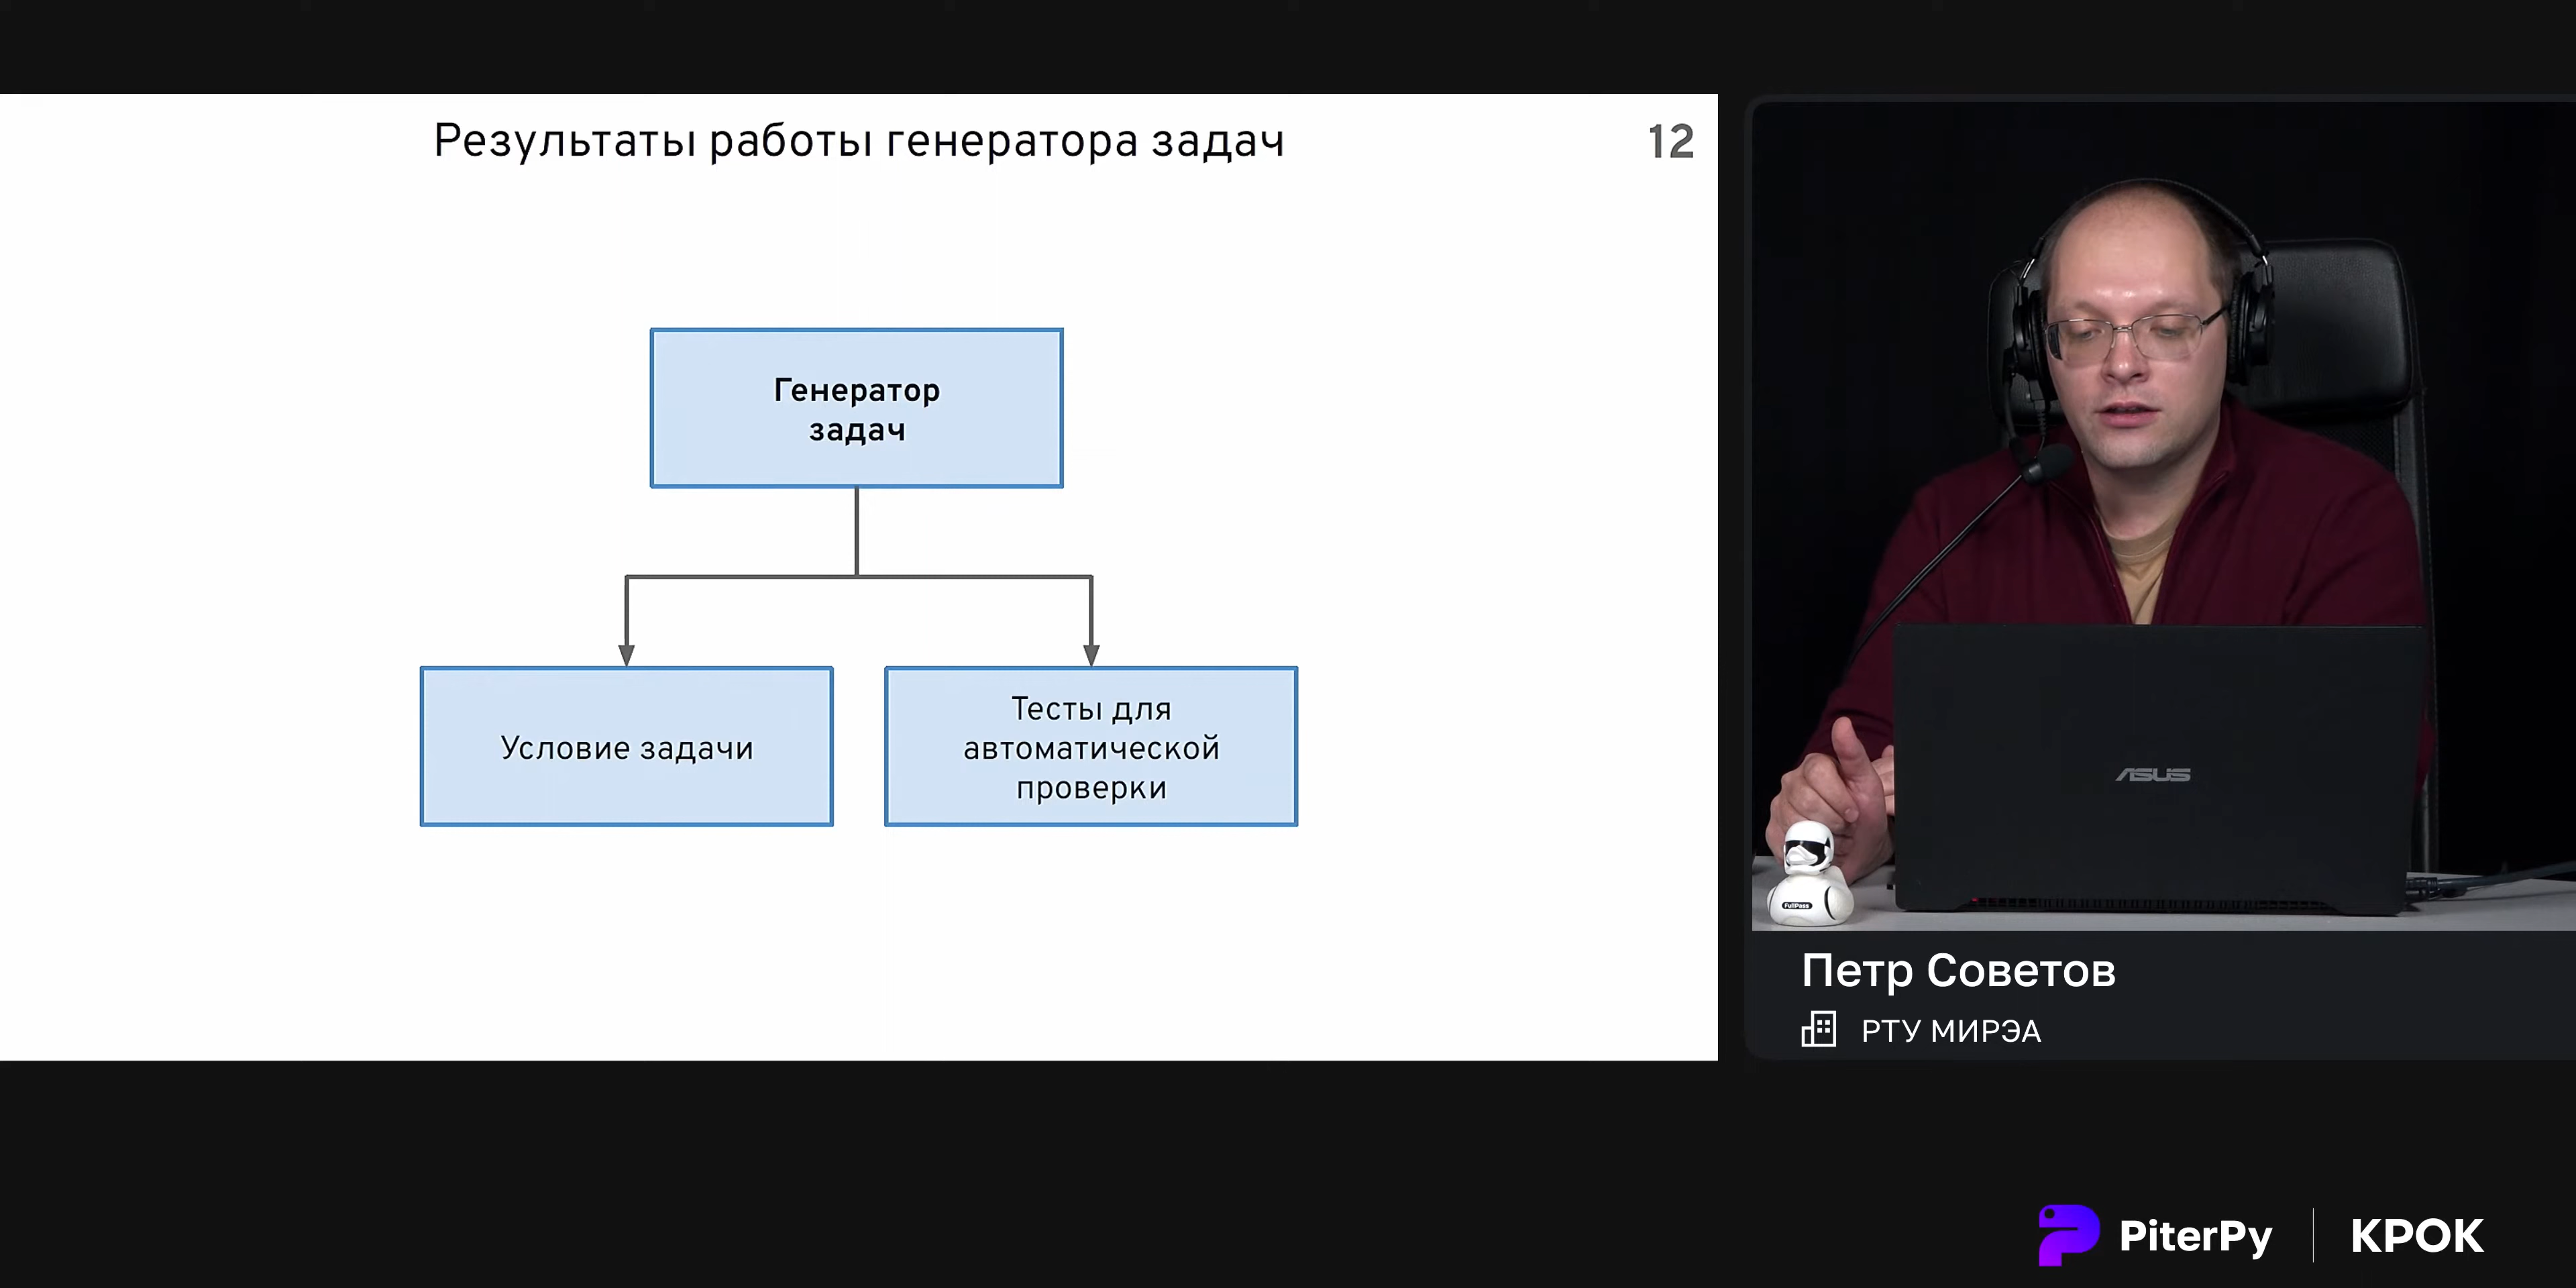 Результаты работы генератора задач
12
Генератор
задач
Условие задачи
Тесты для
автоматической
проверки
ASUS
FullPass
Петр Советов
РТУ МИРЭА
PiterPy
КРОК